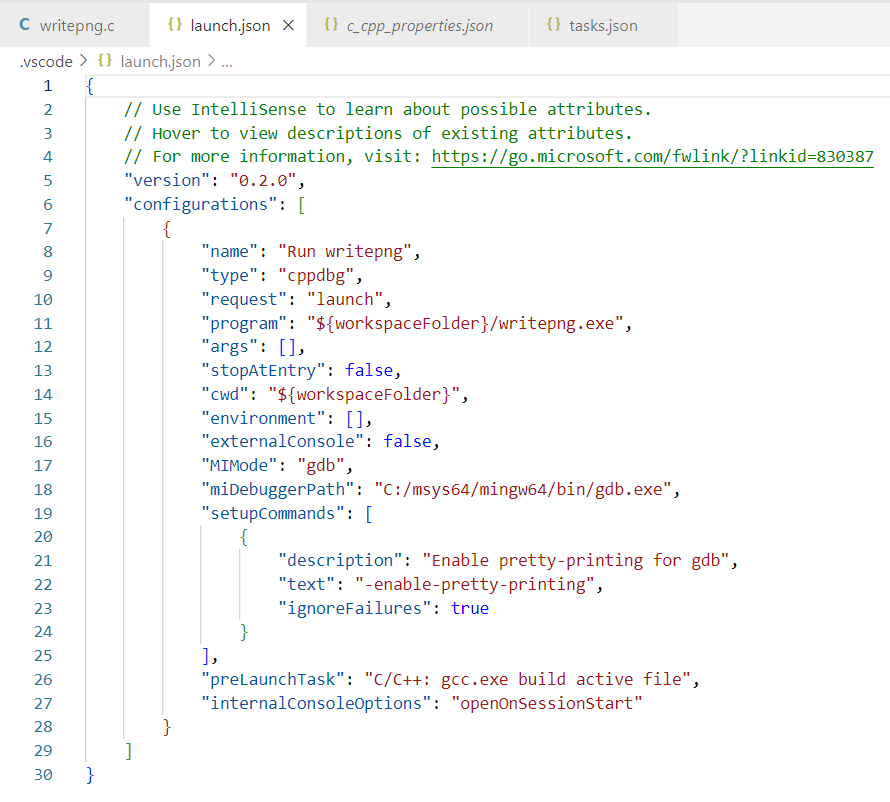 C writepng.c {} launch.json × {} c_cpp_properties.json {} tasks.json
.vscode > {} launch.json > ...
1 {
2 // Use IntelliSense to learn about possible attributes.
3 // Hover to view descriptions of existing attributes.
4 // For more information, visit: https://go.microsoft.com/fwlink/?linkid=830387
5 "version": "0.2.0",
6 "configurations": [
7 {
8 "name": "Run writepng",
9 "type": "cppdbg",
10 "request": "launch",
11 "program": "${workspaceFolder}/writepng.exe",
12 "args": [],
13 "stopAtEntry": false,
14 "cwd": "${workspaceFolder}",
15 "environment": [],
16 "externalConsole": false,
17 "MIMode": "gdb",
18 "miDebuggerPath": "C:/msys64/mingw64/bin/gdb.exe",
19 "setupCommands": [
20 {
21 "description": "Enable pretty-printing for gdb",
22 "text": "-enable-pretty-printing",
23 "ignoreFailures": true
24 }
25 ],
26 "preLaunchTask": "C/C++: gcc.exe build active file",
27 "internalConsoleOptions": "openOnSessionStart"
28 }
29 ]
30 }